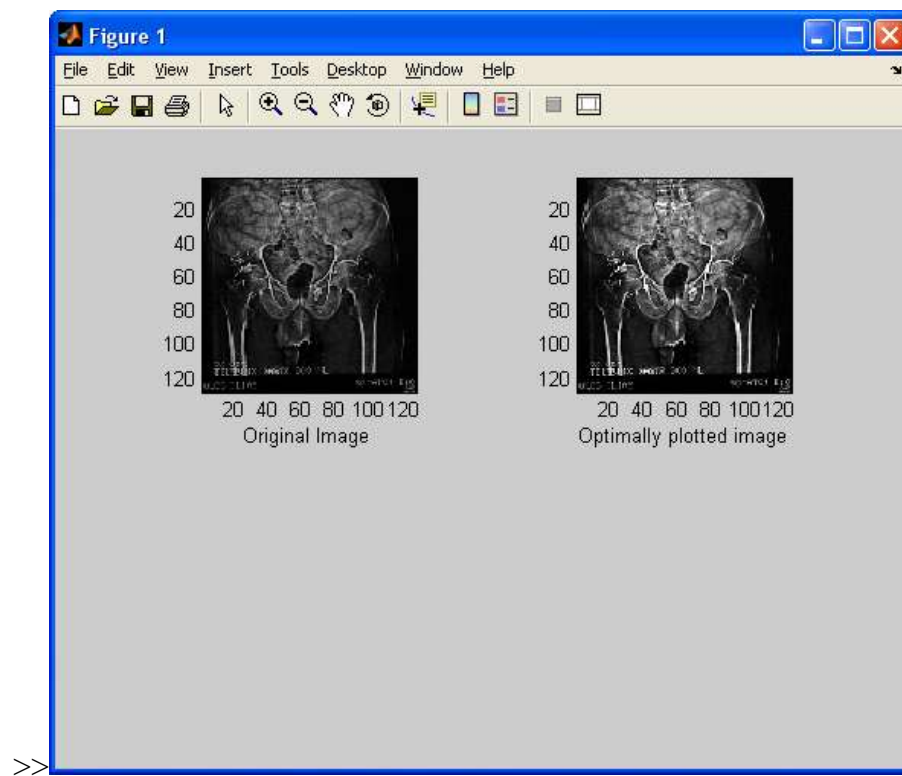 Figure 1
File Edit View Insert Tools Desktop Window Help
20
40
60
80
100
120
20 40 60 80 100 120
Original Image
20
40
60
80
100
120
20 40 60 80 100 120
Optimally plotted image
>>